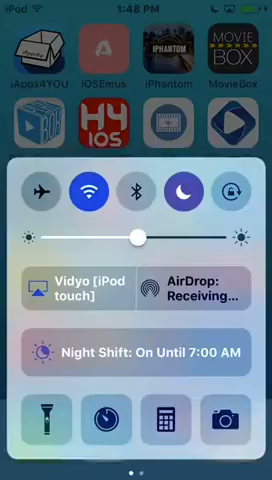 iPod 1:48 PM
iApps4YOU iOSEmus iPhantom MovieBox
iPHANTOM
MOVIE
BOX
H4
iOS
Vidyo [iPod
touch]
AirDrop:
Receiving...
Night Shift: On Until 7:00 AM